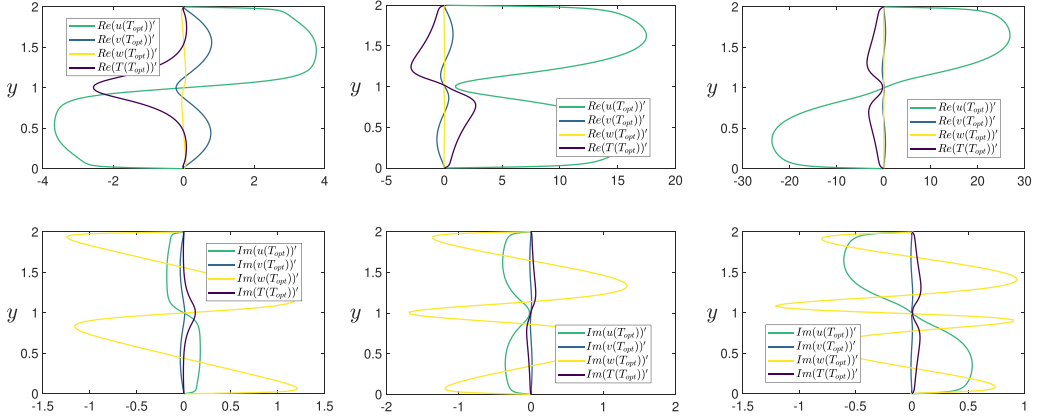 2
1.5
y
1
0.5
0
-4 -2 0 2 4
Re(u(T_opt))′
Re(v(T_opt))′
Re(w(T_opt))′
Re(T(T_opt))′
2
1.5
y
1
0.5
0
-5 0 5 10 15 20
Re(u(T_opt))′
Re(v(T_opt))′
Re(w(T_opt))′
Re(T(T_opt))′
2
1.5
y
1
0.5
0
-30 -20 -10 0 10 20 30
Re(u(T_opt))′
Re(v(T_opt))′
Re(w(T_opt))′
Re(T(T_opt))′
2
1.5
y
1
0.5
0
-1.5 -1 -0.5 0 0.5 1 1.5
Im(u(T_opt))′
Im(v(T_opt))′
Im(w(T_opt))′
Im(T(T_opt))′
2
1.5
y
1
0.5
0
-2 -1 0 1 2
Im(u(T_opt))′
Im(v(T_opt))′
Im(w(T_opt))′
Im(T(T_opt))′
2
1.5
y
1
0.5
0
-1.5 -1 -0.5 0 0.5 1
Im(u(T_opt))′
Im(v(T_opt))′
Im(w(T_opt))′
Im(T(T_opt))′